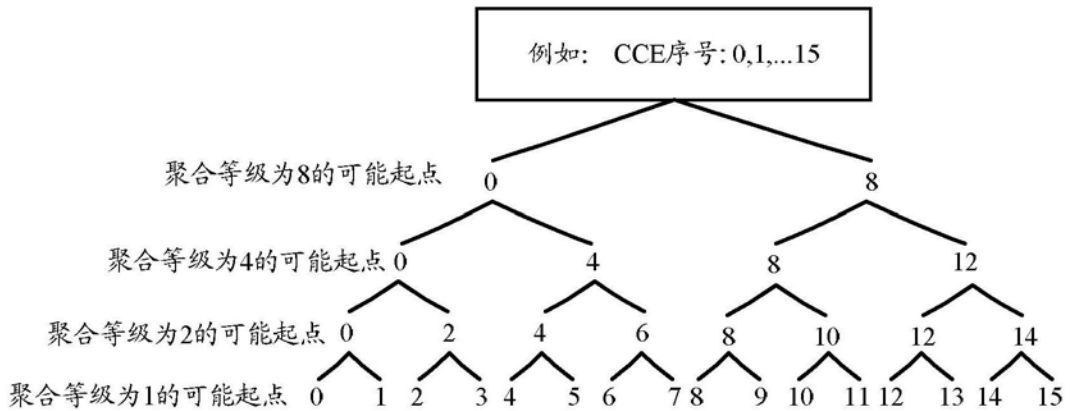 例如: CCE序号:0,1,...15
聚合等级为8的可能起点 0 8
聚合等级为4的可能起点 0 4 8 12
聚合等级为2的可能起点 0 2 4 6 8 10 12 14
聚合等级为1的可能起点 0 1 2 3 4 5 6 7 8 9 10 11 12 13 14 15